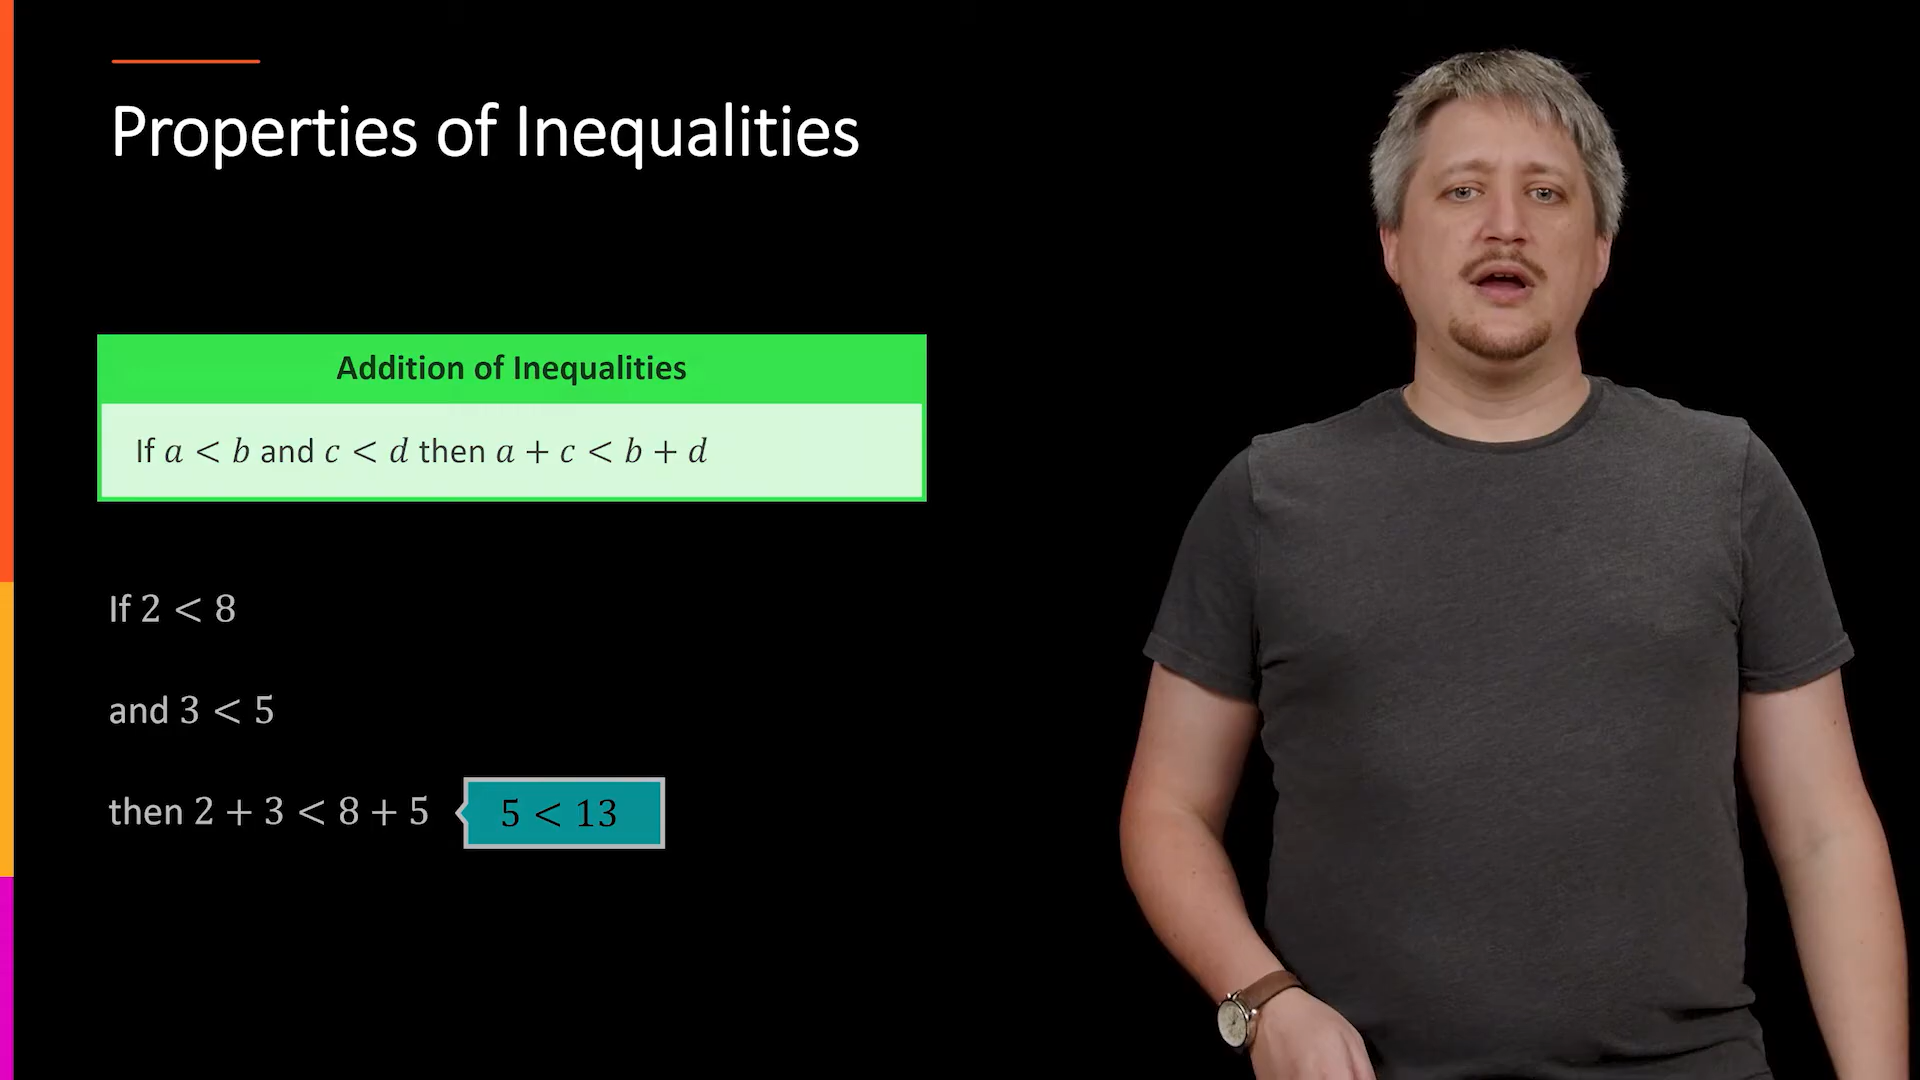 Properties of Inequalities
Addition of Inequalities
If a < b and c < d then a + c < b + d
If 2 < 8
and 3 < 5
then 2 + 3 < 8 + 5
5 < 13